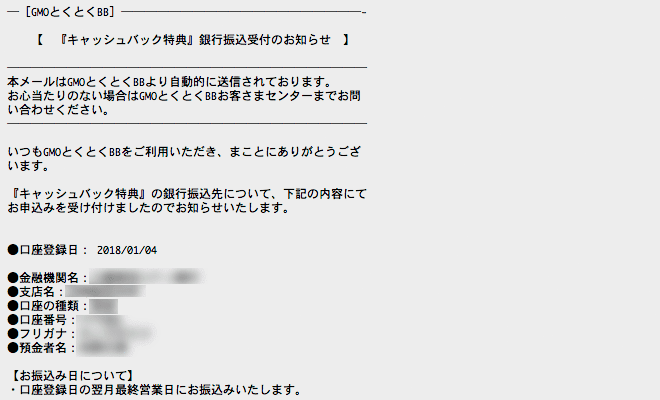 ― [GMOとくとくBB] ――――――――――――――――――――-
【　『キャッシュバック特典』銀行振込受付のお知らせ　】
――――――――――――――――――――――――――――――
本メールはGMOとくとくBBより自動的に送信されております。
お心当たりのない場合はGMOとくとくBBお客さまセンターまでお問
い合わせください。
――――――――――――――――――――――――――――――
いつもGMOとくとくBBをご利用いただき、まことにありがとうござ
います。
『キャッシュバック特典』の銀行振込先について、下記の内容にて
お申込みを受け付けましたのでお知らせいたします。
●口座登録日： 2018/01/04
●金融機関名：
●支店名：
●口座の種類：
●口座番号：
●フリガナ：
●預金者名：
【お振込み日について】
・口座登録日の翌月最終営業日にお振込みいたします。